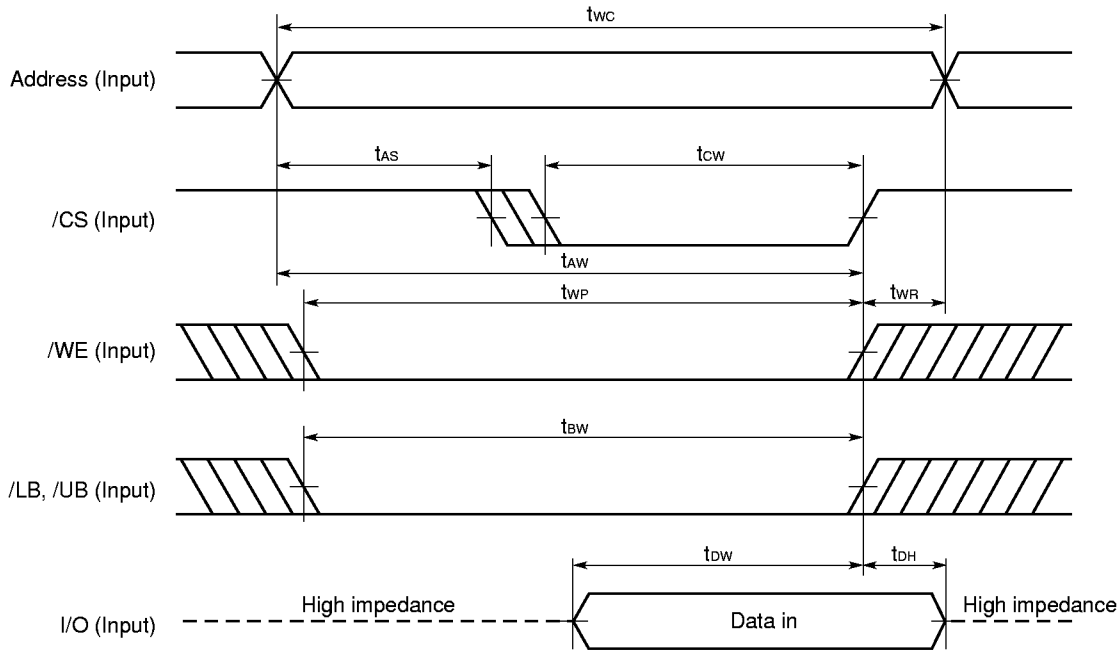 tWC
Address (Input)
tAS
tCW
/CS (Input)
tAW
tWP
tWR
/WE (Input)
tBW
/LB, /UB (Input)
tDW
tDH
High impedance
Data in
High impedance
I/O (Input)